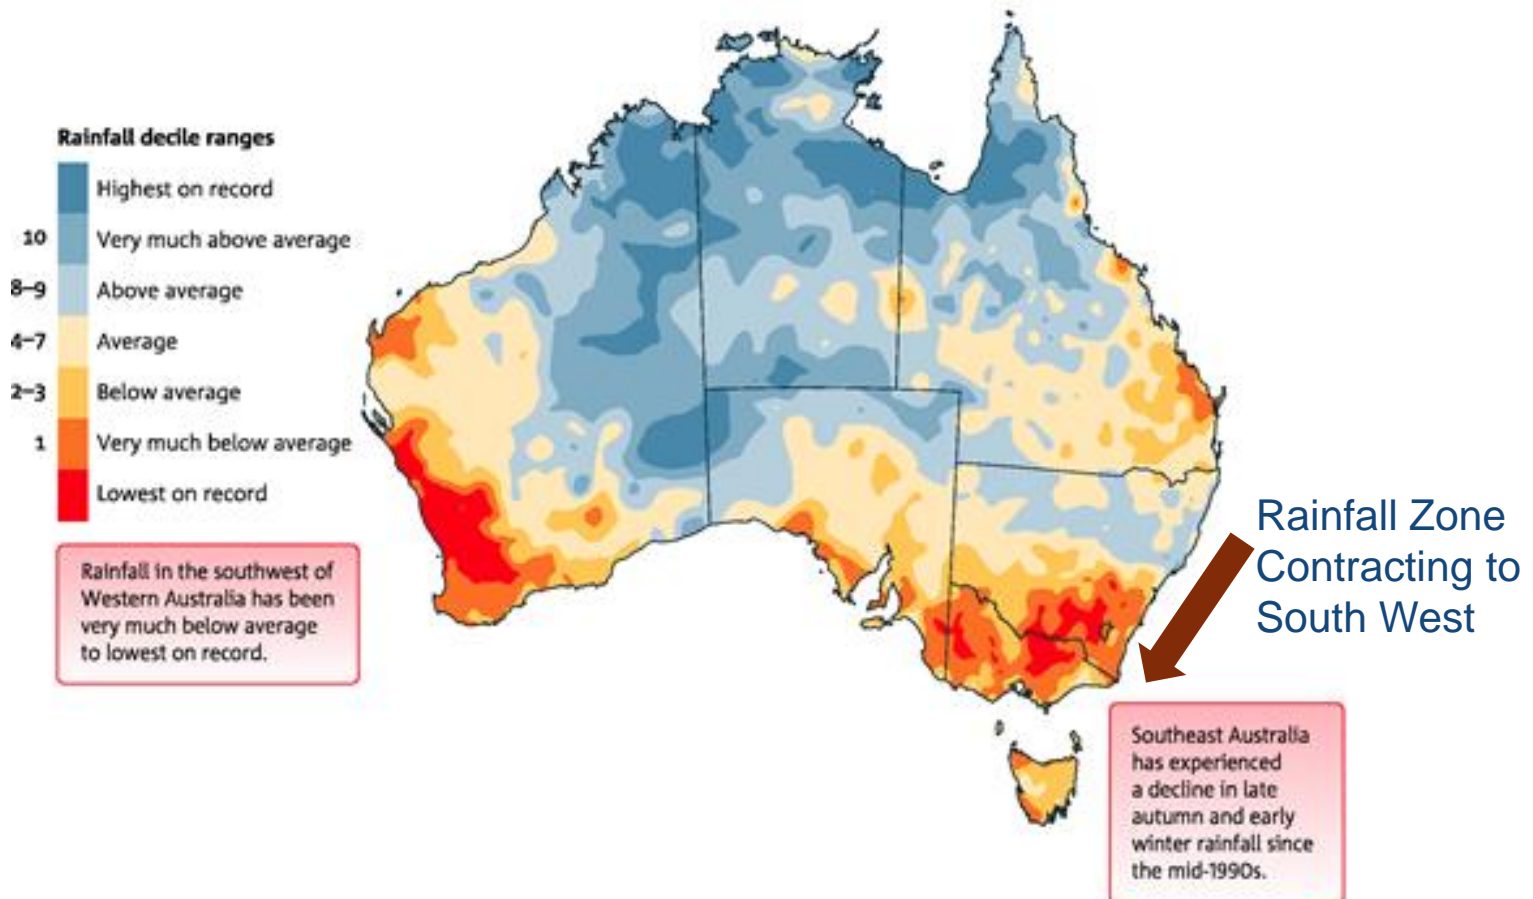 Rainfall decile ranges
Highest on record
10 Very much above average
8–9 Above average
4–7 Average
2–3 Below average
1 Very much below average
Lowest on record
Rainfall in the southwest of
Western Australia has been
very much below average
to lowest on record.
Rainfall Zone
Contracting to
South West
Southeast Australia
has experienced
a decline in late
autumn and early
winter rainfall since
the mid-1990s.